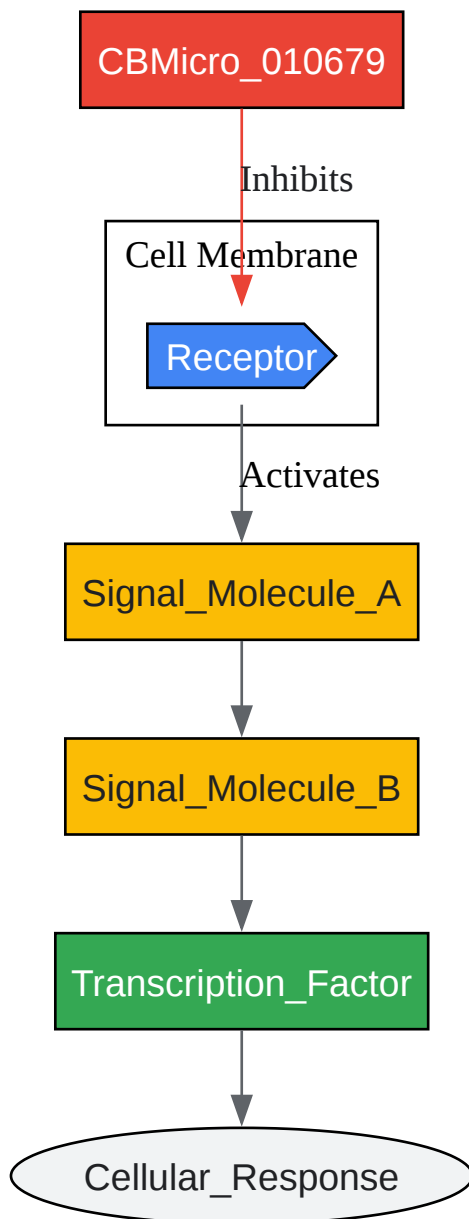 CBMicro_010679
Inhibits
Cell Membrane
Receptor
Activates
Signal_Molecule_A
Signal_Molecule_B
Transcription_Factor
Cellular_Response